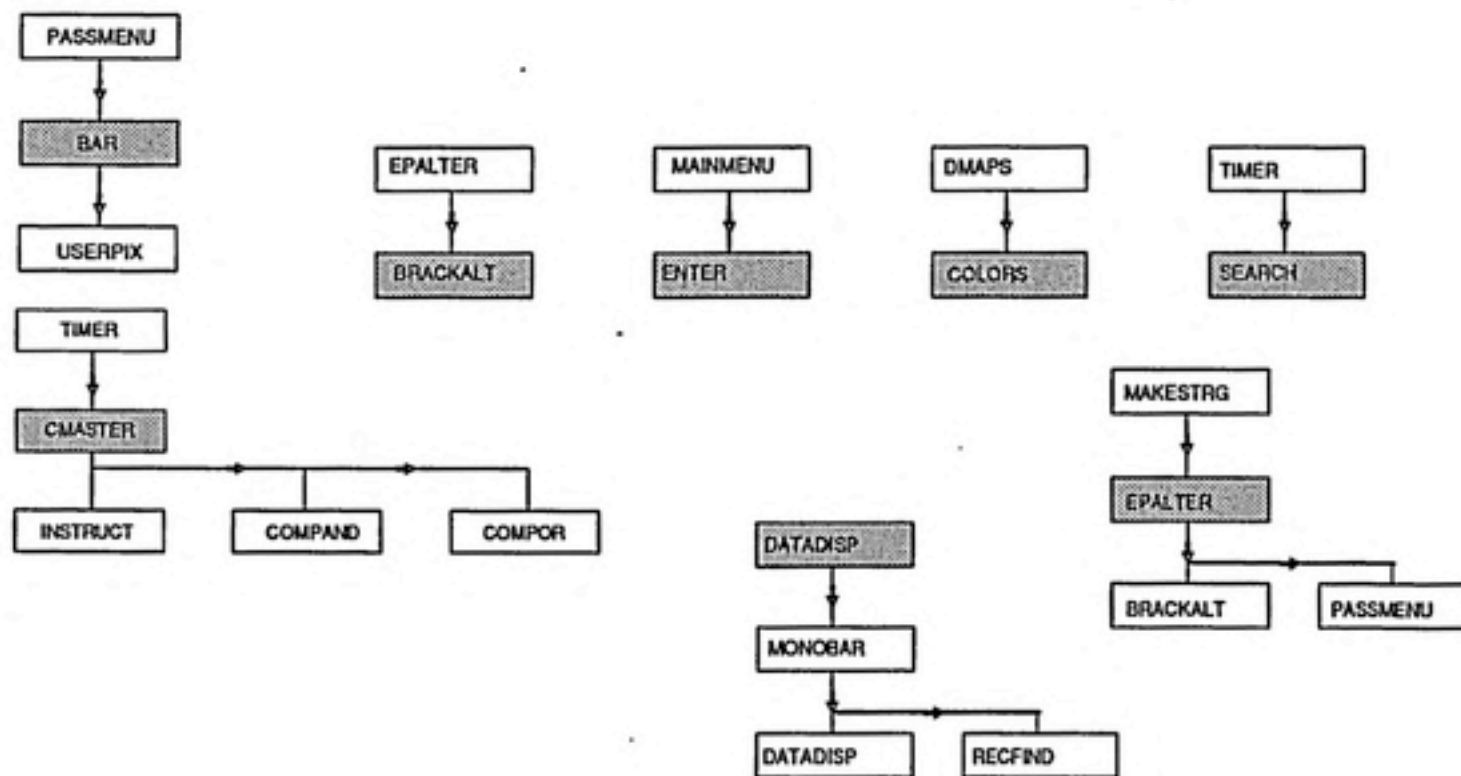 PASSMENU
BAR
USERPIX
EPALTER
BRACKALT
MAINMENU
ENTER
DMAPS
COLORS
TIMER
SEARCH
TIMER
CMASTER
INSTRUCT
COMPAND
COMPOR
MAKESTRG
EPALTER
BRACKALT
PASSMENU
DATADISP
MONOBAR
DATADISP
RECFIND